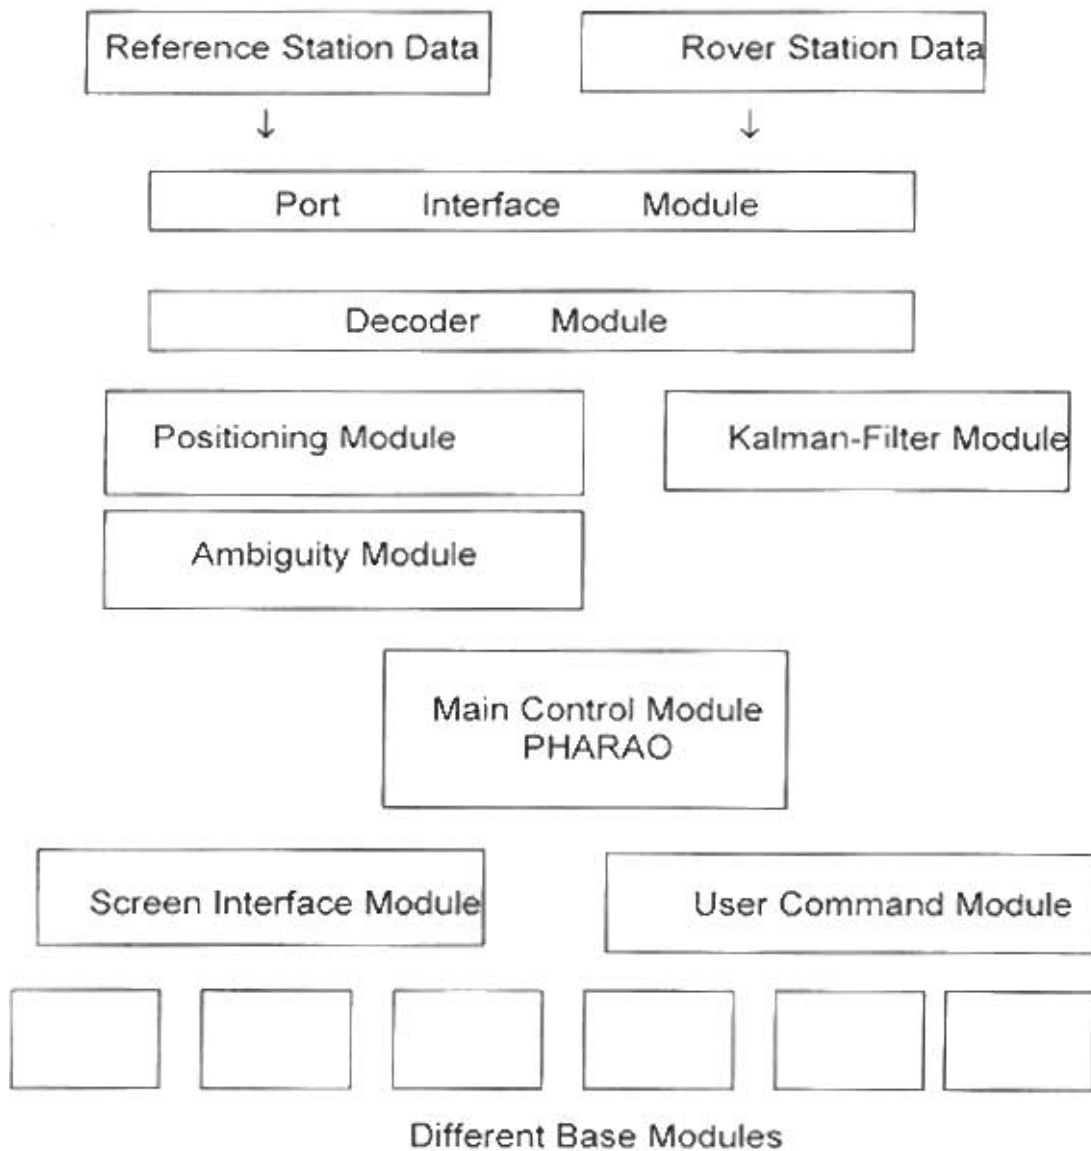 Reference Station Data
Rover Station Data
Port Interface Module
Decoder Module
Positioning Module
Kalman-Filter Module
Ambiguity Module
Main Control Module
PHARAO
Screen Interface Module
User Command Module
Different Base Modules